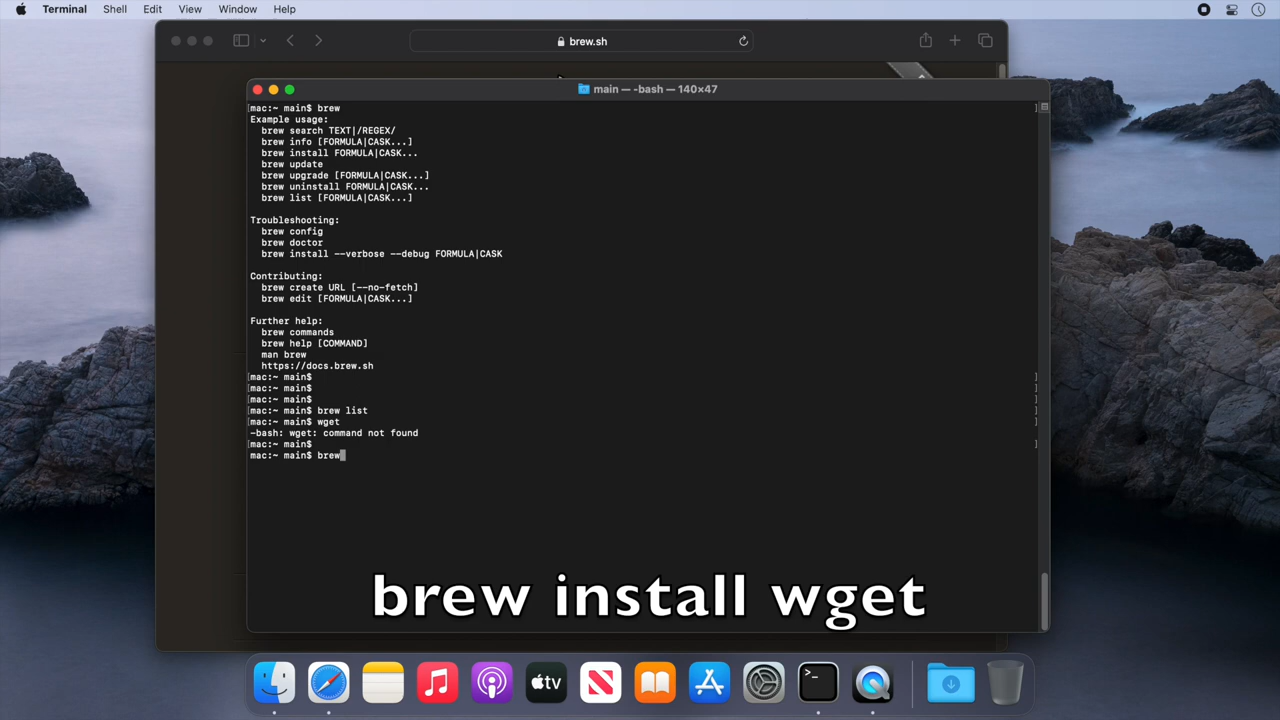 Terminal Shell Edit View Window Help
brew.sh
main — -bash — 140×47
[mac:~ main$ brew ]
Example usage:
  brew search TEXT|/REGEX/
  brew info [FORMULA|CASK...]
  brew install FORMULA|CASK...
  brew update
  brew upgrade [FORMULA|CASK...]
  brew uninstall FORMULA|CASK...
  brew list [FORMULA|CASK...]
Troubleshooting:
  brew config
  brew doctor
  brew install --verbose --debug FORMULA|CASK
Contributing:
  brew create URL [--no-fetch]
  brew edit [FORMULA|CASK...]
Further help:
  brew commands
  brew help [COMMAND]
  man brew
  https://docs.brew.sh
[mac:~ main$ ]
[mac:~ main$ ]
[mac:~ main$ ]
[mac:~ main$ brew list ]
[mac:~ main$ wget ]
-bash: wget: command not found
[mac:~ main$ ]
mac:~ main$ brew
brew install wget
tv
>_